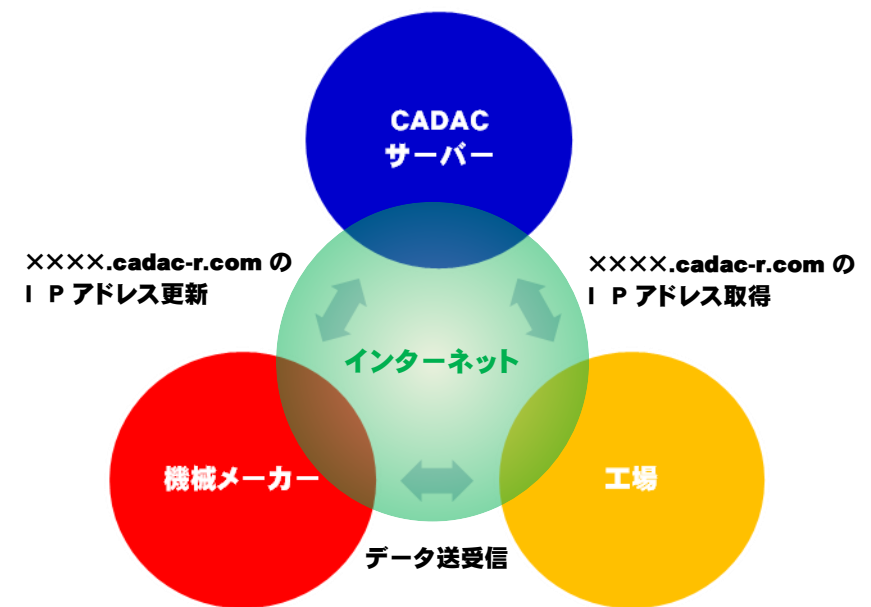 CADAC
サーバー
××××.cadac-r.com の
ＩＰアドレス更新
××××.cadac-r.com の
ＩＰアドレス取得
インターネット
機械メーカー
工場
データ送受信